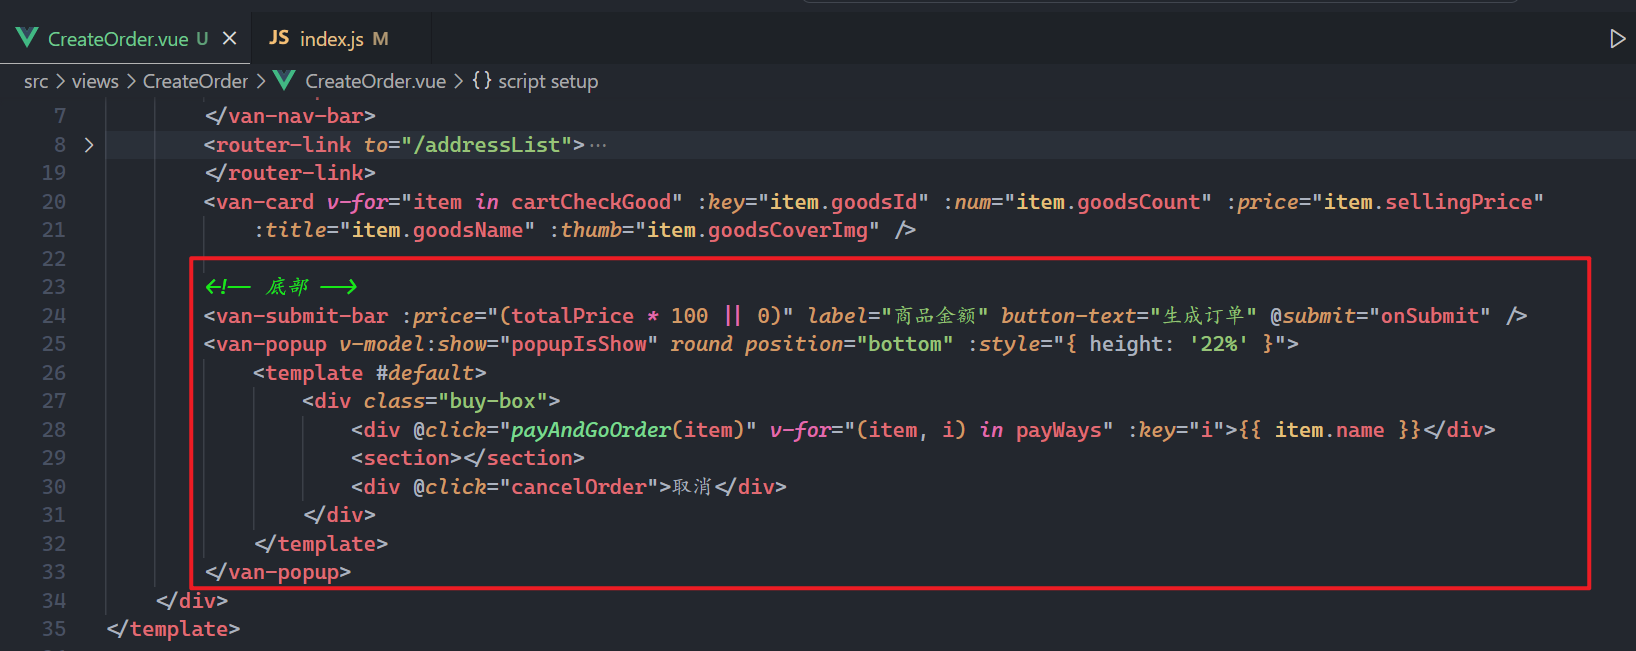 CreateOrder.vue U
JS index.js M
src > views > CreateOrder > CreateOrder.vue > {} script setup
7 </van-nav-bar>
8 <router-link to="/addressList">…
19 </router-link>
20 <van-card v-for="item in cartCheckGood" :key="item.goodsId" :num="item.goodsCount" :price="item.sellingPrice"
21 :title="item.goodsName" :thumb="item.goodsCoverImg" />
22
23 <!-- 底部 -->
24 <van-submit-bar :price="(totalPrice * 100 || 0)" label="商品金额" button-text="生成订单" @submit="onSubmit" />
25 <van-popup v-model:show="popupIsShow" round position="bottom" :style="{ height: '22%' }">
26 <template #default>
27 <div class="buy-box">
28 <div @click="payAndGoOrder(item)" v-for="(item, i) in payWays" :key="i">{{ item.name }}</div>
29 <section></section>
30 <div @click="cancelOrder">取消</div>
31 </div>
32 </template>
33 </van-popup>
34 </div>
35 </template>